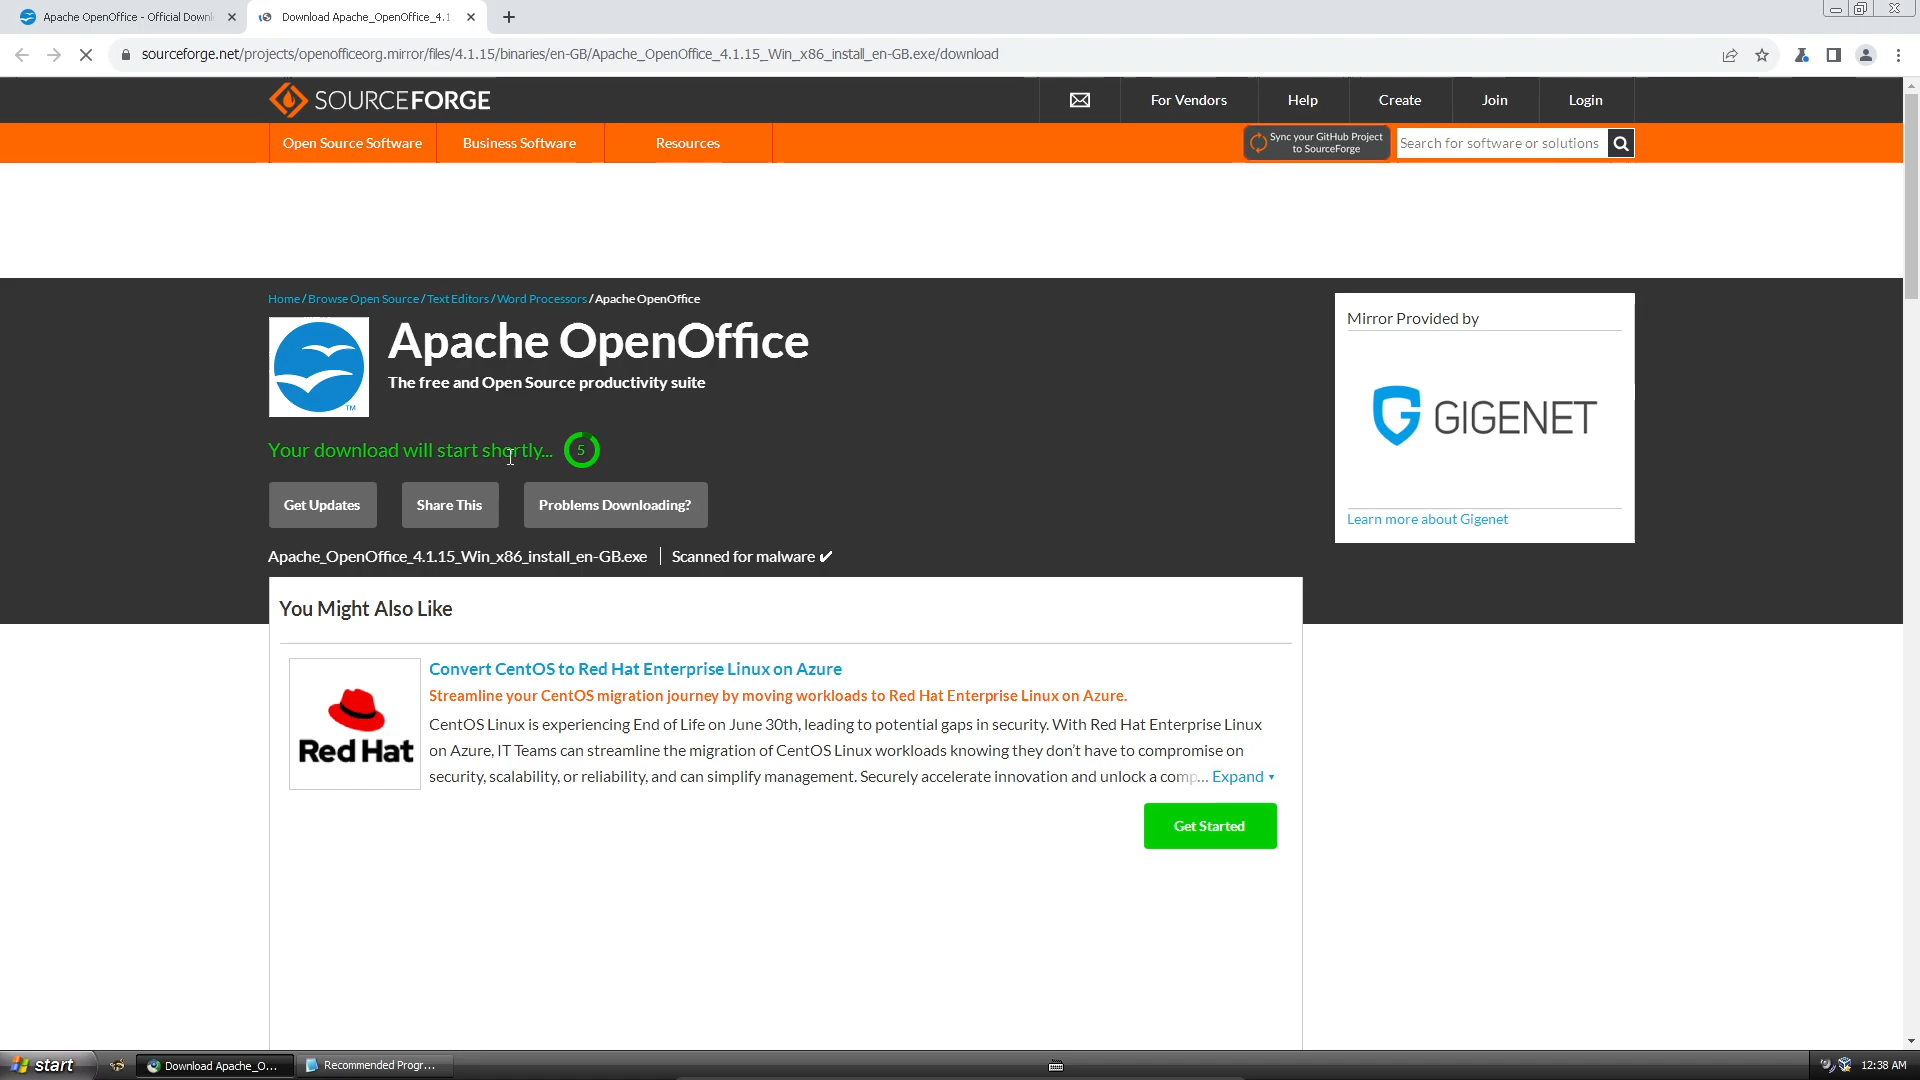 Apache OpenOffice - Official Downl
Download Apache_OpenOffice_4.1.
sourceforge.net/projects/openofficeorg.mirror/files/4.1.15/binaries/en-GB/Apache_OpenOffice_4.1.15_Win_x86_install_en-GB.exe/download
SOURCEFORGE
For Vendors
Help
Create
Join
Login
Open Source Software
Business Software
Resources
Sync your GitHub Project
to SourceForge
Search for software or solutions
Home / Browse Open Source / Text Editors / Word Processors / Apache OpenOffice
Apache OpenOffice
The free and Open Source productivity suite
TM
Mirror Provided by
GIGENET
Learn more about Gigenet
Your download will start shortly... 5
Get Updates
Share This
Problems Downloading?
Apache_OpenOffice_4.1.15_Win_x86_install_en-GB.exe | Scanned for malware ✔
You Might Also Like
Red Hat
Convert CentOS to Red Hat Enterprise Linux on Azure
Streamline your CentOS migration journey by moving workloads to Red Hat Enterprise Linux on Azure.
CentOS Linux is experiencing End of Life on June 30th, leading to potential gaps in security. With Red Hat Enterprise Linux
on Azure, IT Teams can streamline the migration of CentOS Linux workloads knowing they don't have to compromise on
security, scalability, or reliability, and can simplify management. Securely accelerate innovation and unlock a comp... Expand
Get Started
start
Download Apache_O...
Recommended Progr...
12:38 AM